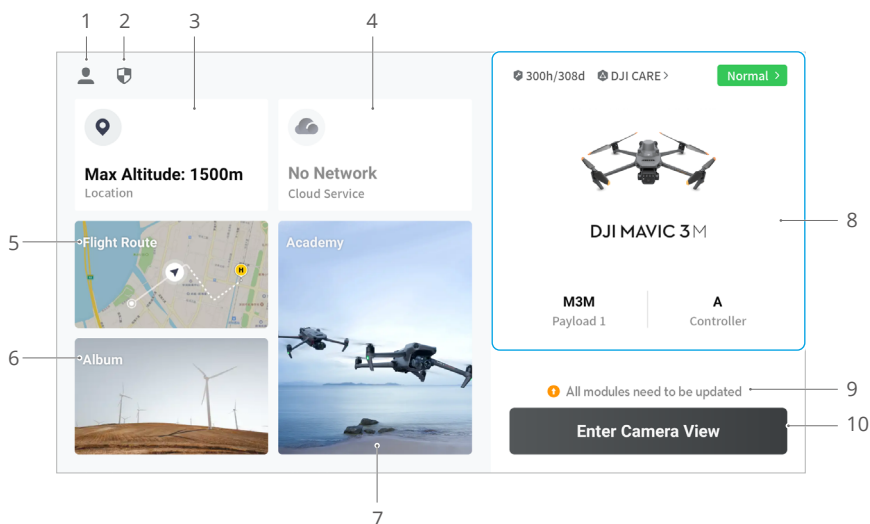 1
2
3
4
300h/308d
DJI CARE >
Normal >
Max Altitude: 1500m
Location
No Network
Cloud Service
5
Flight Route
H
Academy
DJI MAVIC 3M
8
M3M
Payload 1
A
Controller
6
Album
All modules need to be updated
9
Enter Camera View
10
7